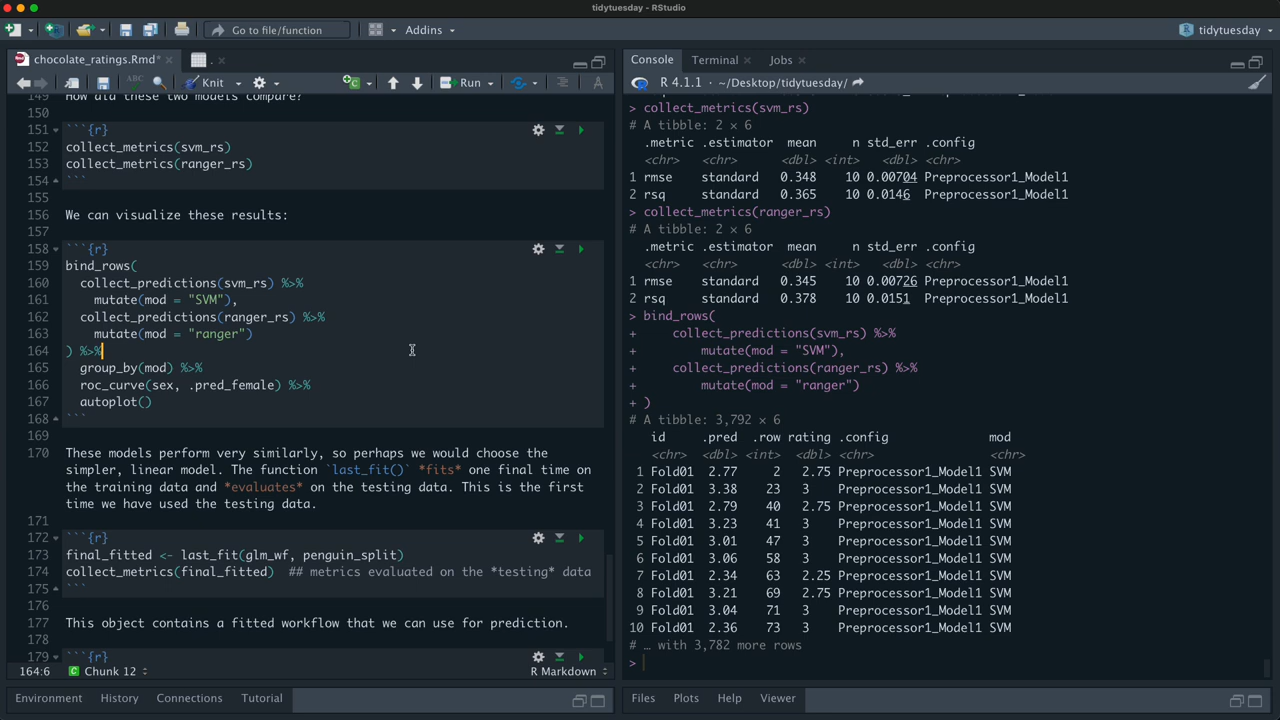 tidytuesday - RStudio
Go to file/function
Addins
tidytuesday
chocolate_ratings.Rmd*
.
Knit
Run
149 How did these two models compare?
150
151 ```{r}
152 collect_metrics(svm_rs)
153 collect_metrics(ranger_rs)
154 ```
155
156 We can visualize these results:
157
158 ```{r}
159 bind_rows(
160 collect_predictions(svm_rs) %>%
161 mutate(mod = "SVM"),
162 collect_predictions(ranger_rs) %>%
163 mutate(mod = "ranger")
164 ) %>%
165 group_by(mod) %>%
166 roc_curve(sex, .pred_female) %>%
167 autoplot()
168 ```
169
170 These models perform very similarly, so perhaps we would choose the
simpler, linear model. The function `last_fit()` *fits* one final time on
the training data and *evaluates* on the testing data. This is the first
time we have used the testing data.
171
172 ```{r}
173 final_fitted <- last_fit(glm_wf, penguin_split)
174 collect_metrics(final_fitted)  ## metrics evaluated on the *testing* data
175 ```
176
177 This object contains a fitted workflow that we can use for prediction.
178
179 ```{r}
164:6 Chunk 12 R Markdown
Environment History Connections Tutorial
Console Terminal Jobs
R 4.1.1 · ~/Desktop/tidytuesday/
> collect_metrics(svm_rs)
# A tibble: 2 × 6
.metric .estimator mean n std_err .config
<chr> <chr> <dbl> <int> <dbl> <chr>
1 rmse standard 0.348 10 0.00704 Preprocessor1_Model1
2 rsq standard 0.365 10 0.0146 Preprocessor1_Model1
> collect_metrics(ranger_rs)
# A tibble: 2 × 6
.metric .estimator mean n std_err .config
<chr> <chr> <dbl> <int> <dbl> <chr>
1 rmse standard 0.345 10 0.00726 Preprocessor1_Model1
2 rsq standard 0.378 10 0.0151 Preprocessor1_Model1
> bind_rows(
+ collect_predictions(svm_rs) %>%
+ mutate(mod = "SVM"),
+ collect_predictions(ranger_rs) %>%
+ mutate(mod = "ranger")
+ )
# A tibble: 3,792 × 6
id .pred .row rating .config mod
<chr> <dbl> <int> <dbl> <chr> <chr>
1 Fold01 2.77 2 2.75 Preprocessor1_Model1 SVM
2 Fold01 3.38 23 3 Preprocessor1_Model1 SVM
3 Fold01 2.79 40 2.75 Preprocessor1_Model1 SVM
4 Fold01 3.23 41 3 Preprocessor1_Model1 SVM
5 Fold01 3.01 47 3 Preprocessor1_Model1 SVM
6 Fold01 3.06 58 3 Preprocessor1_Model1 SVM
7 Fold01 2.34 63 2.25 Preprocessor1_Model1 SVM
8 Fold01 3.21 69 2.75 Preprocessor1_Model1 SVM
9 Fold01 3.04 71 3 Preprocessor1_Model1 SVM
10 Fold01 2.36 73 3 Preprocessor1_Model1 SVM
# … with 3,782 more rows
>
Files Plots Help Viewer